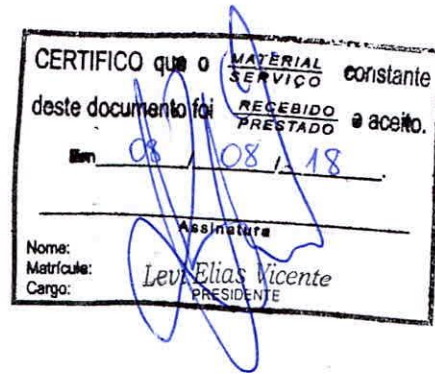 CERTIFICO que o MATERIAL SERVIÇO constante
deste documento foi RECEBIDO PRESTADO e aceito.
Em 08 / 08 / 18.
Assinatura
Nome:
Matrícula: Levi Elias Vicente
Cargo: PRESIDENTE